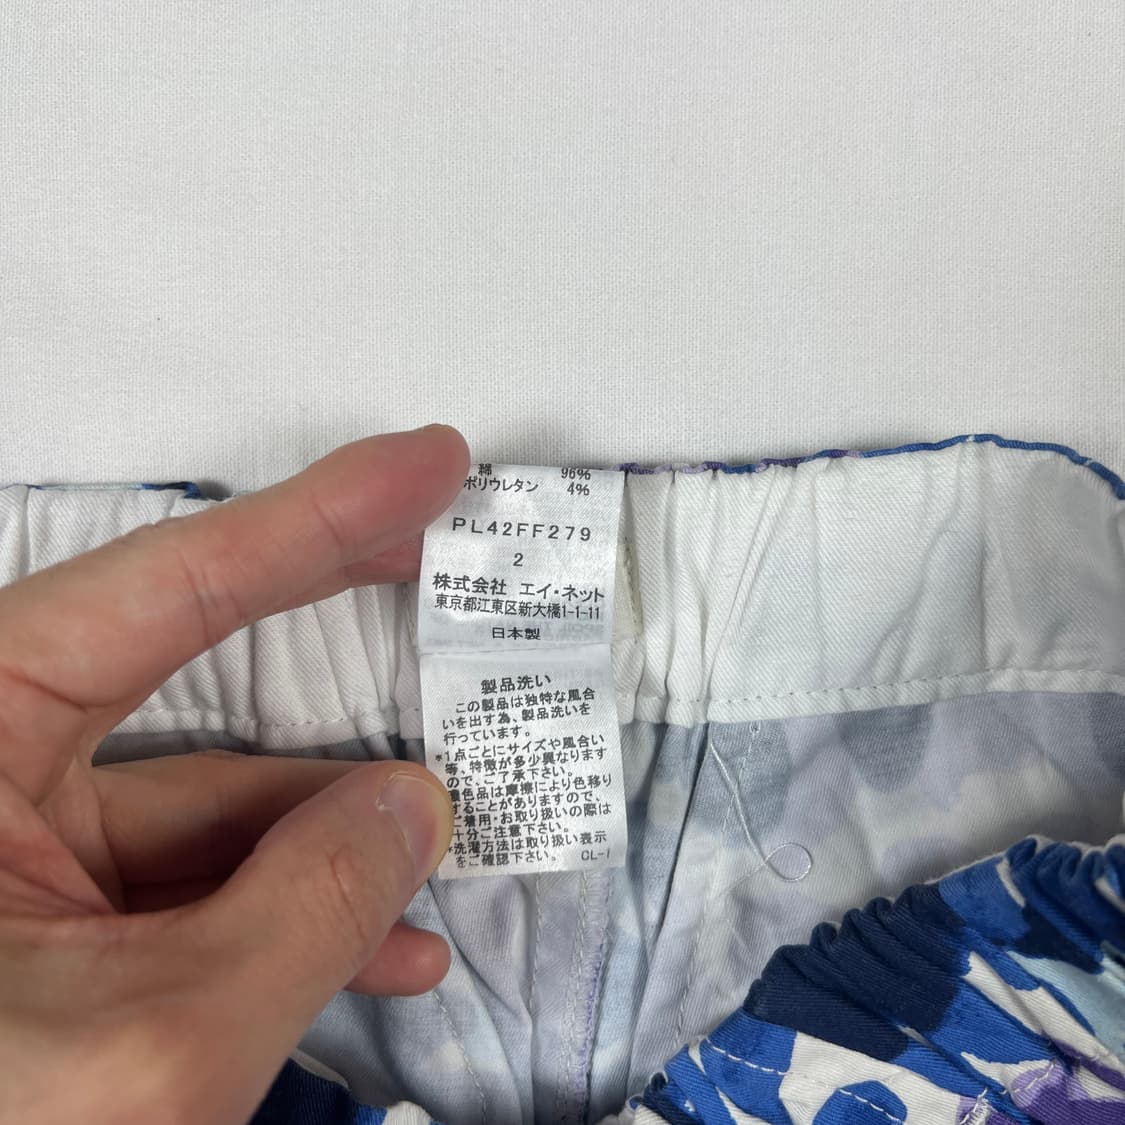 綿 96%
ポリウレタン 4%
PL42FF279
2
株式会社 エイ・ネット
東京都江東区新大橋1-1-11
日本製
製品洗い
この製品は独特な風合
いを出す為、製品洗いを
行っています。
*1点ごとにサイズや風合い
等、特徴が多少異なります
ので、ご了承下さい。
濃色品は摩擦により色移り
することがありますので、
ご着用・お取り扱いの際は
十分ご注意下さい。
*洗濯方法は取り扱い表示
をご確認下さい。 CL-1